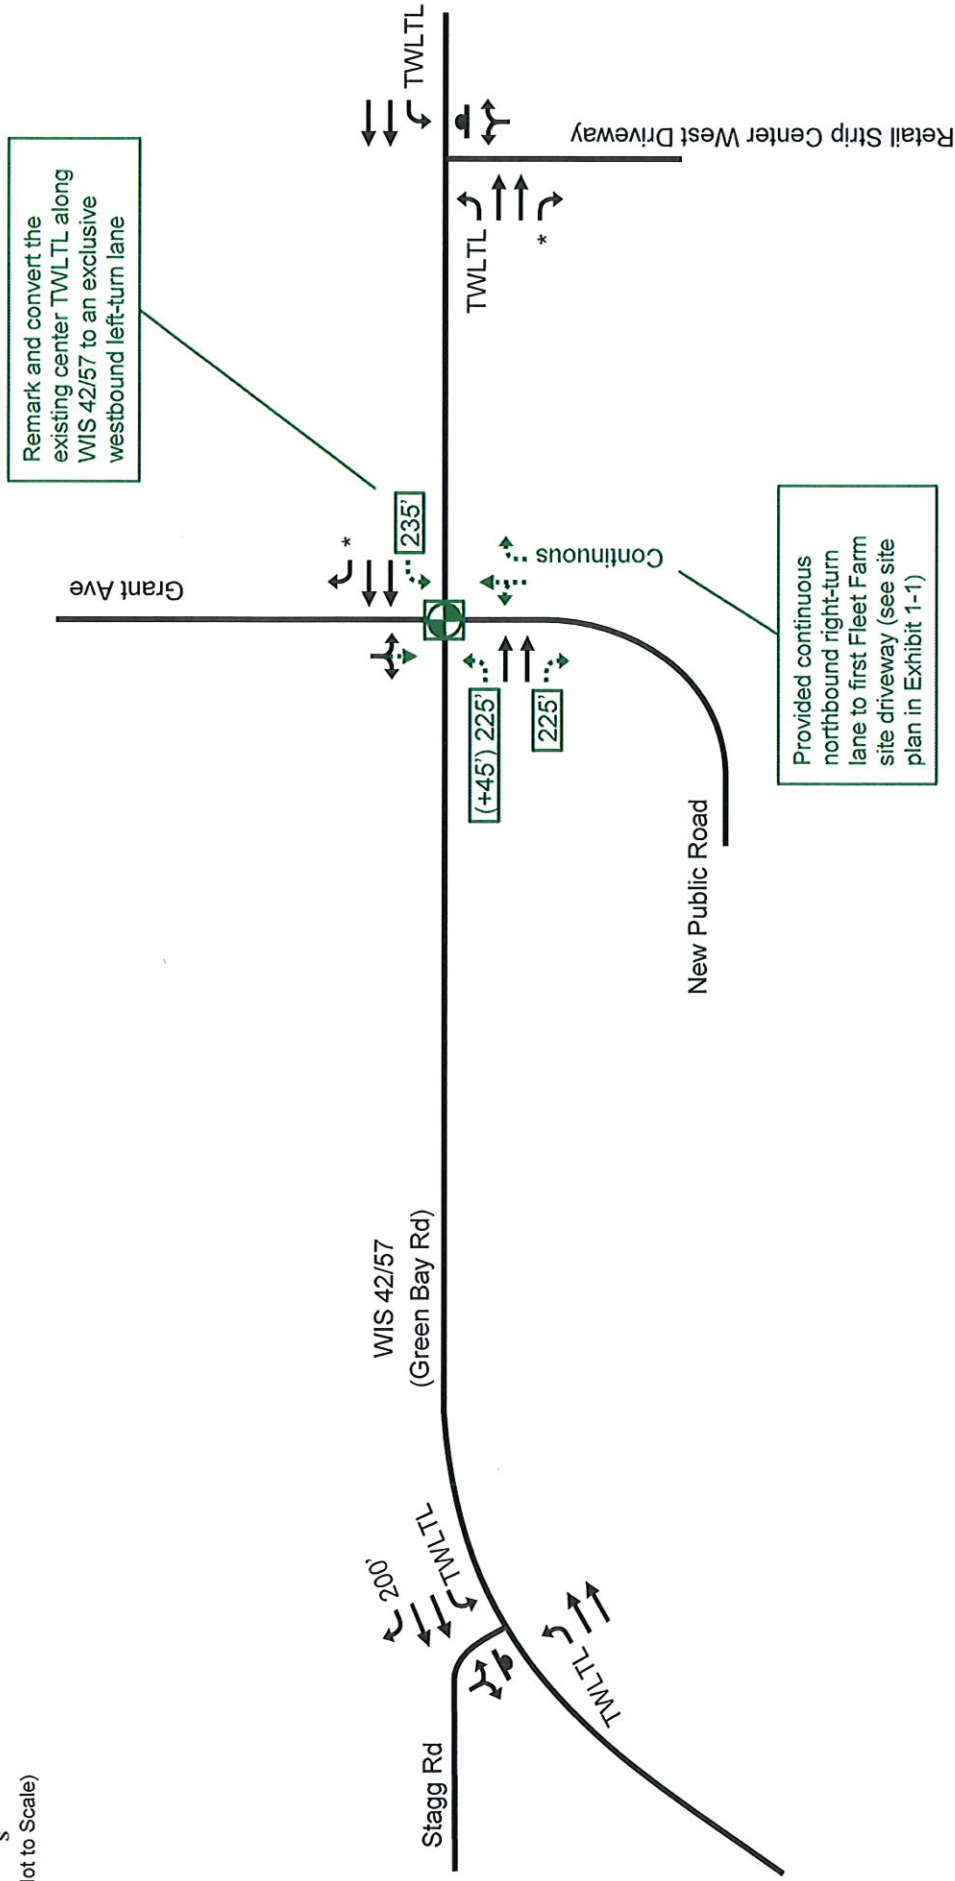 Remark and convert the
existing center TWLTL along
WIS 42/57 to an exclusive
westbound left-turn lane
TWLTL
Retail Strip Center West Driveway
TWLTL
*
Grant Ave
*
235'
Continuous
(+45') 225'
225'
Provided continuous
northbound right-turn
lane to first Fleet Farm
site driveway (see site
plan in Exhibit 1-1)
New Public Road
WIS 42/57
(Green Bay Rd)
200'
TWLTL
TWLTL
Stagg Rd
S
ot to Scale)